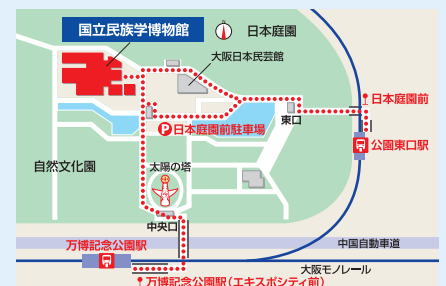 国立民族学博物館
日本庭園
大阪日本民芸館
日本庭園前
P日本庭園前駐車場
東口
公園東口駅
自然文化園
太陽の塔
中央口
万博記念公園駅
中国自動車道
大阪モノレール
万博記念公園駅(エキスポシティ前)